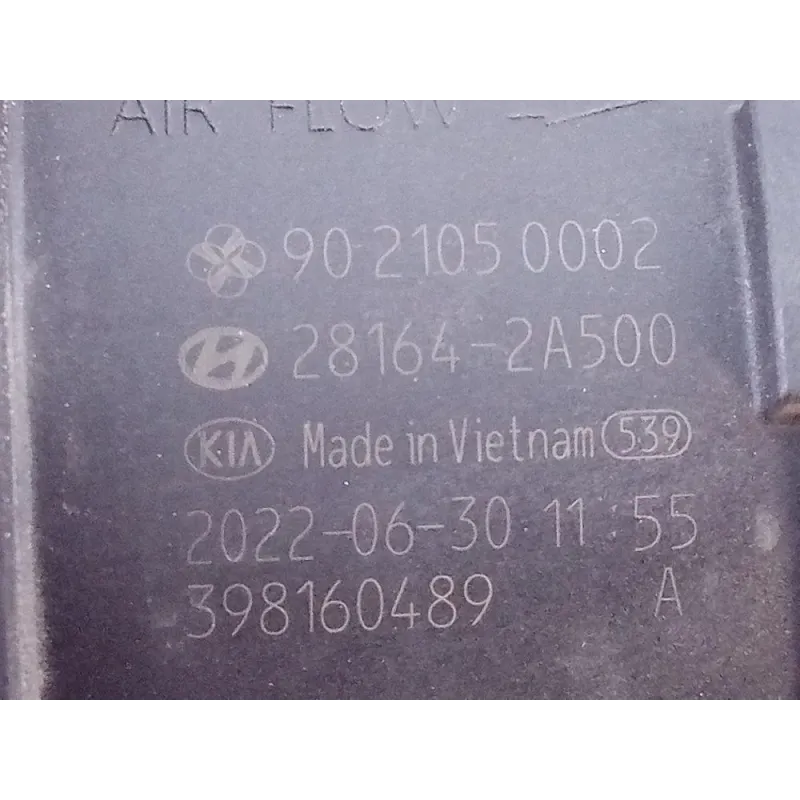 AIR FLOW
90 2105 0002
28164-2A500
KIA Made in Vietnam 539
2022-06-30 11:55
398160489 A